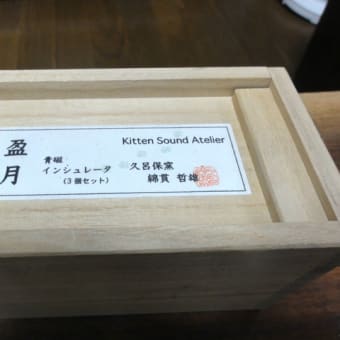 盈月
青磁
インシュレータ
(3個セット)
Kitten Sound Atelier
久呂保窯
綿貫 哲雄